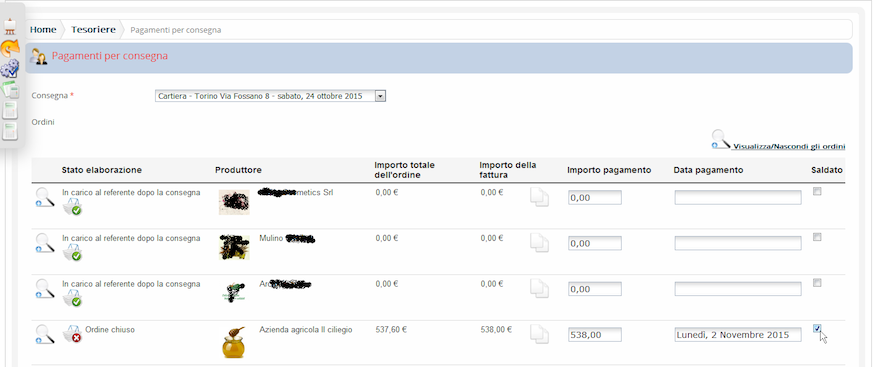 Home Tesoriere Pagamenti per consegna
Pagamenti per consegna
Consegna * Cartiera - Torino Via Fossano 8 - sabato, 24 ottobre 2015
Ordini
Visualizza/Nascondi gli ordini
Stato elaborazione Produttore Importo totale dell'ordine Importo della fattura Importo pagamento Data pagamento Saldato
In carico al referente dopo la consegna metics Srl 0,00 € 0,00 € 0,00
In carico al referente dopo la consegna Mulino 0,00 € 0,00 € 0,00
In carico al referente dopo la consegna 0,00 € 0,00 € 0,00
Ordine chiuso Azienda agricola Il ciliegio 537,60 € 538,00 € 538,00 Lunedì, 2 Novembre 2015